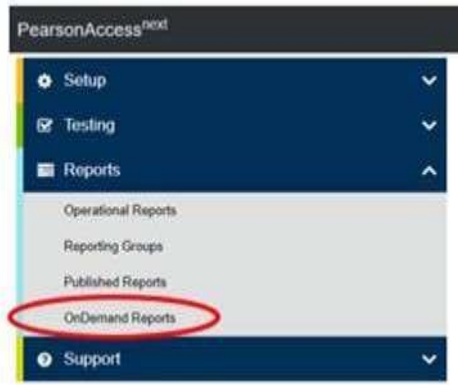 PearsonAccessnext
Setup
Testing
Reports
Operational Reports
Reporting Groups
Published Reports
OnDemand Reports
Support